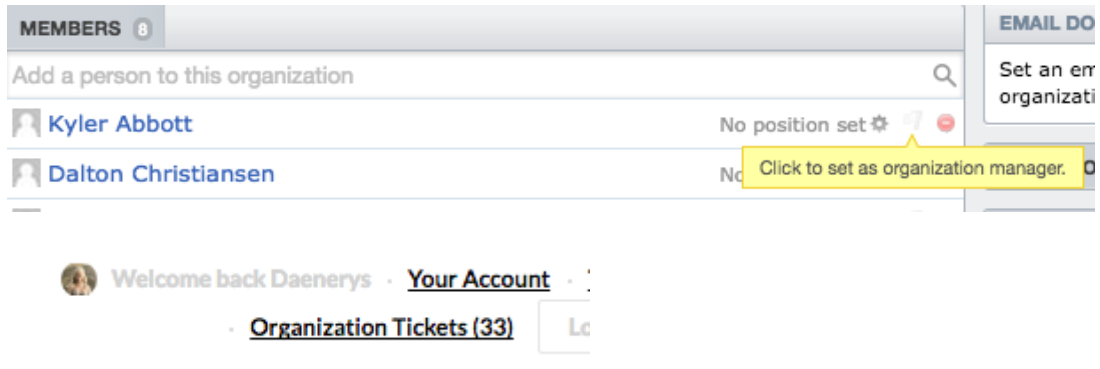 MEMBERS 8
EMAIL DO
Add a person to this organization
Set an em
organizati
Kyler Abbott
No position set
Click to set as organization manager.
Dalton Christiansen
No
Welcome back Daenerys · Your Account ·
· Organization Tickets (33)
Lo